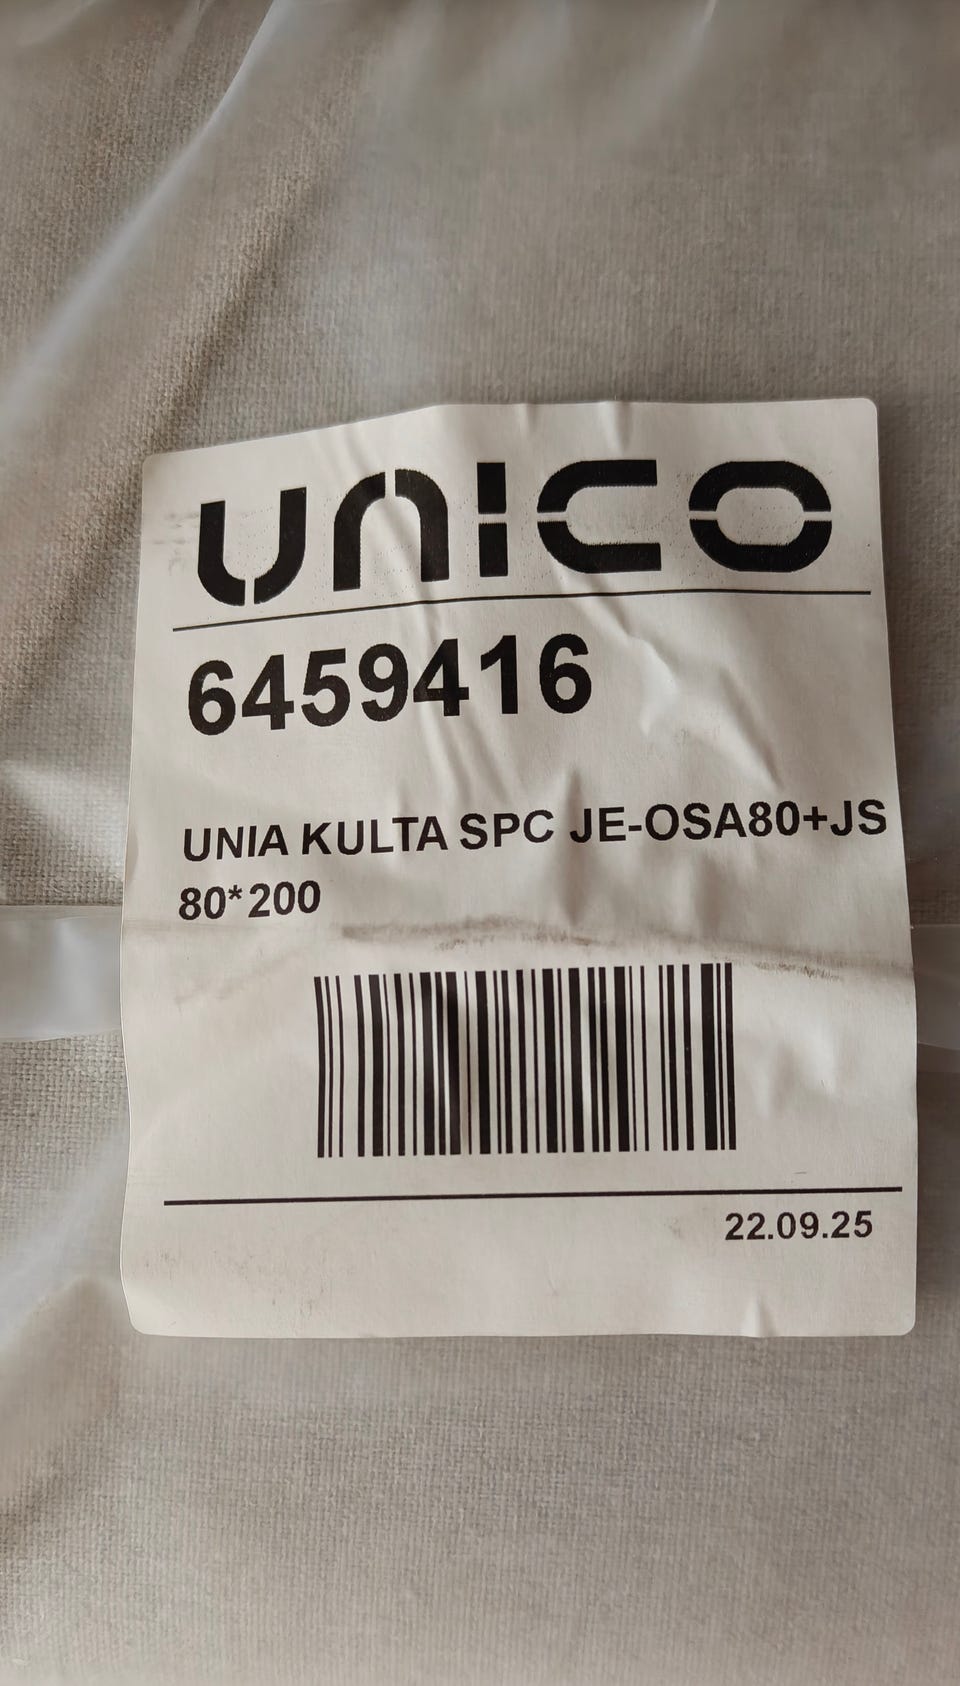 UNICO
6459416
UNIA KULTA SPC JE-OSA80+JS
80*200
22.09.25